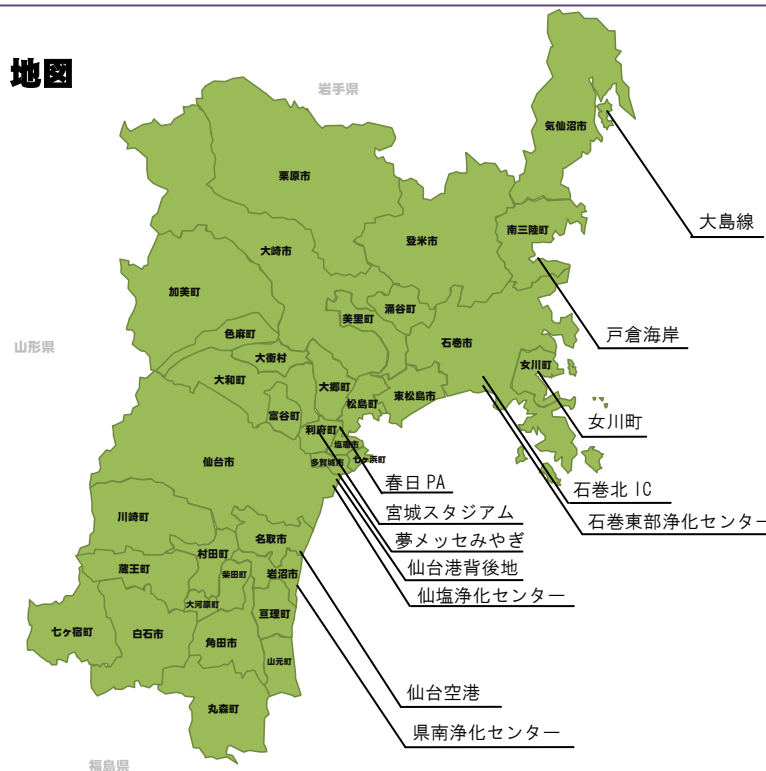 地図
岩手県
気仙沼市
栗原市
大島線
南三陸町
登米市
大崎市
加美町
涌谷町
美里町
戸倉海岸
色麻町
石巻市
山形県
大衡村
女川町
大和町
大郷町
東松島市
松島町
富谷町
女川町
利府町
塩竈市
七ヶ浜町
多賀城市
仙台市
春日PA
石巻北IC
宮城スタジアム
川崎町
石巻東部浄化センター
夢メッセみやぎ
名取市
村田町
仙台港背後地
蔵王町
柴田町
岩沼市
仙塩浄化センター
大河原町
亘理町
七ヶ宿町
白石市
角田市
山元町
仙台空港
丸森町
県南浄化センター
福島県